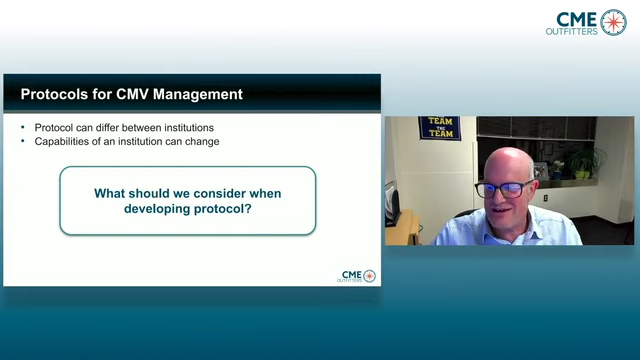 CME
OUTFITTERS
Protocols for CMV Management
• Protocol can differ between institutions
• Capabilities of an institution can change
What should we consider when
developing protocol?
CME
OUTFITTERS
TEAM
THE
TEAM